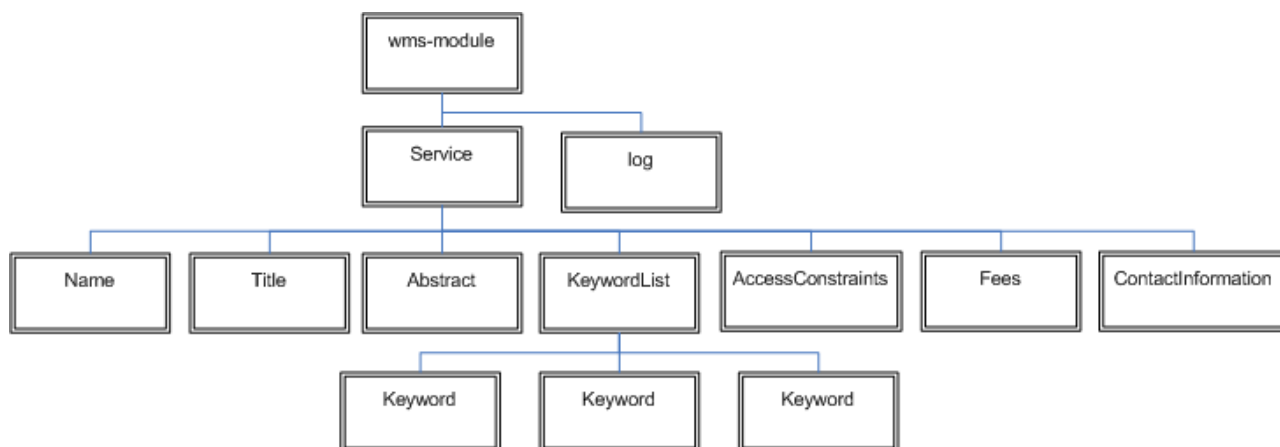 wms-module
Service
log
Name
Title
Abstract
KeywordList
AccessConstraints
Fees
ContactInformation
Keyword
Keyword
Keyword